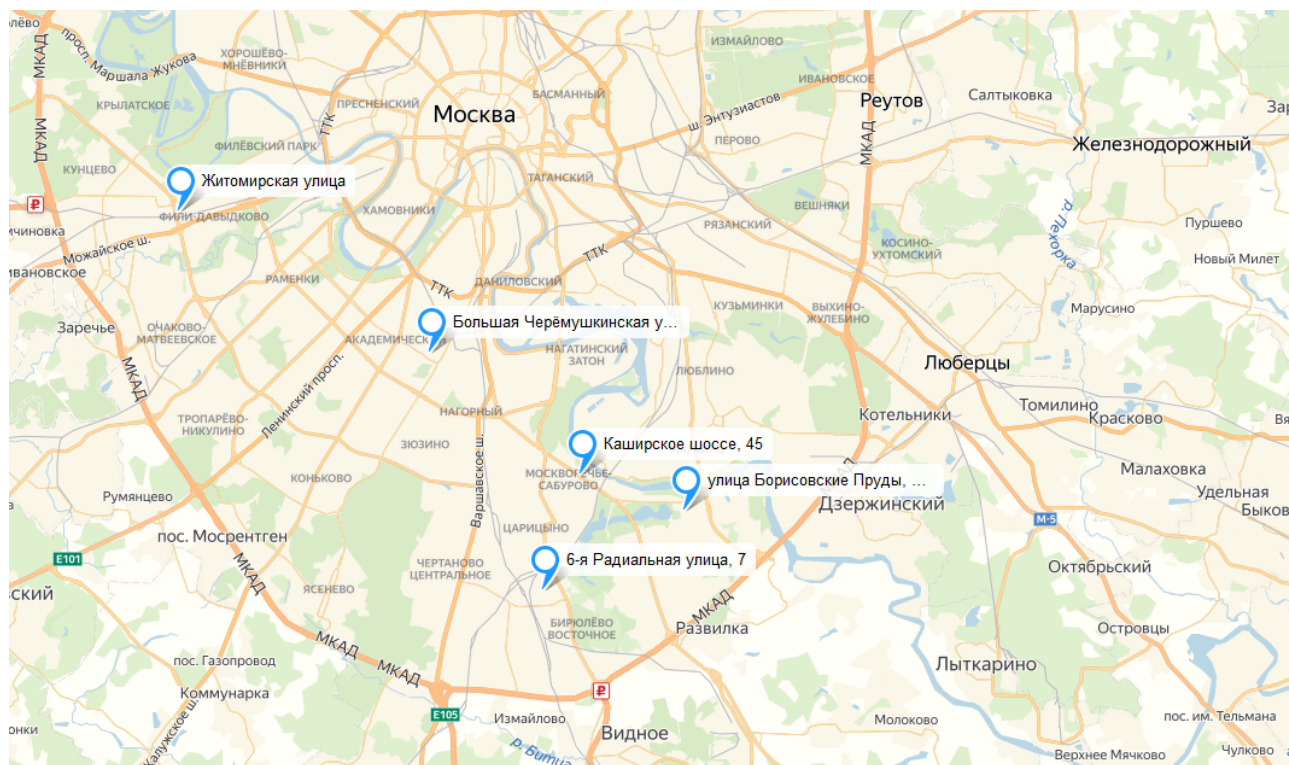 ХОРОШЁВО-
МНЁВНИКИ
ИЗМАЙЛОВО
просп. Маршала Жукова
МКАД
ИВАНОВСКОЕ
КРЫЛАТСКОЕ
ПРЕСНЕНСКИЙ
БАСМАННЫЙ
Москва
ш. Энтузиастов
Реутов
Салтыковка
ТТК
МКАД
ФИЛЁВСКИЙ ПАРК
ПЕРОВО
МКАД
Железнодорожный
КУНЦЕВО
Житомирская улица
ТАГАНСКИЙ
₽
ФИЛИ-ДАВЫДКОВО
ХАМОВНИКИ
ВЕШНЯКИ
РЯЗАНСКИЙ
р. Пехорка
Пуршево
Можайское ш.
ТТК
КОСИНО-
УХТОМСКИЙ
Новый Милет
РАМЕНКИ
ДАНИЛОВСКИЙ
ТТК
КУЗЬМИНКИ
ВЫХИНО-
ЖУЛЕБИНО
Марусино
Заречье
ОЧАКОВО-
МАТВЕЕВСКОЕ
Большая Черёмушкинская у...
НАГАТИНСКИЙ
ЗАТОН
МКАД
Ленинский просп.
ЛЮБЛИНО
Люберцы
ТРОПАРЁВО-
НИКУЛИНО
НАГОРНЫЙ
Котельники
Томилино
Красково
ЗЮЗИНО
Варшавское ш.
Каширское шоссе, 45
МОСКВОРЕЧЬЕ-
САБУРОВО
КОНЬКОВО
Малаховка
улица Борисовские Пруды, ...
Румянцево
Дзержинский
Удельная
М-5
ЦАРИЦЫНО
пос. Мосрентген
E101
ЧЕРТАНОВО
ЦЕНТРАЛЬНОЕ
6-я Радиальная улица, 7
Октябрьский
МКАД
ЯСЕНЕВО
МКАД
БИРЮЛЁВО
ВОСТОЧНОЕ
Развилка
Островцы
МКАД
МКАД
пос. Газопровод
Лыткарино
Коммунарка
₽
E105
Измайлово
Молоково
пос. им. Тельмана
Калужское ш.
Видное
р. Битца
Верхнее Мячково
Чулково